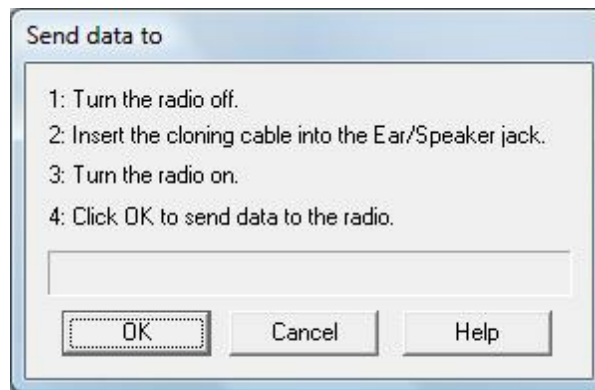 Send data to
1: Turn the radio off.
2: Insert the cloning cable into the Ear/Speaker jack.
3: Turn the radio on.
4: Click OK to send data to the radio.
OK Cancel Help